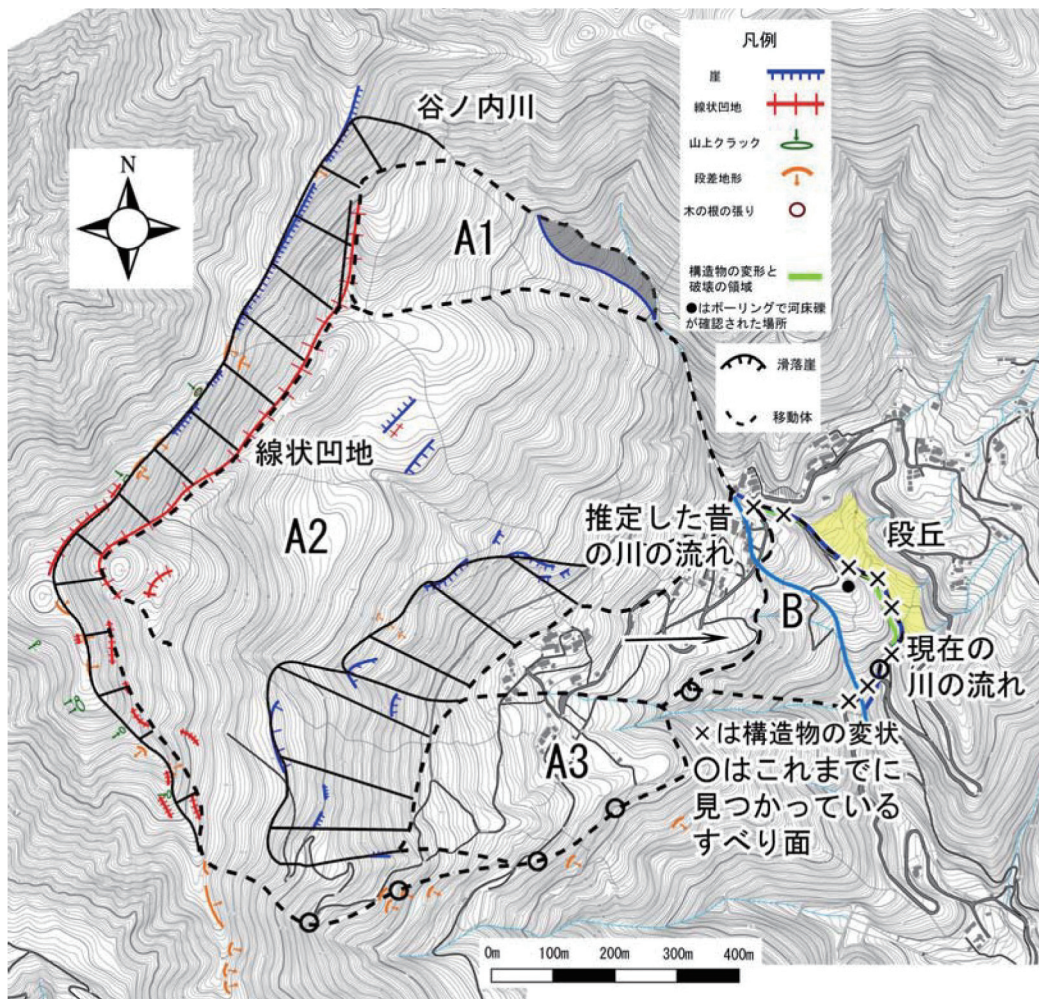 凡例
崖
線状凹地
山上クラック
段差地形
木の根の張り
構造物の変形と
破壊の領域
●はボーリングで河床礫
が確認された場所
滑落崖
移動体
谷ノ内川
N
A1
線状凹地
A2
推定した昔
の川の流れ
段丘
B
現在の
川の流れ
A3
×は構造物の変状
○はこれまでに
見つかっている
すべり面
0m 100m 200m 300m 400m